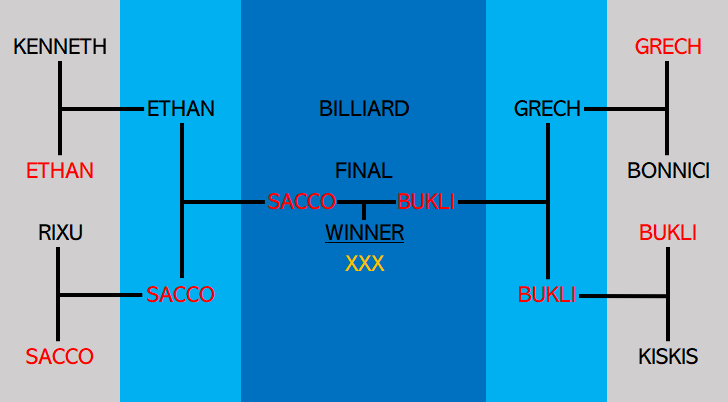 KENNETH
GRECH
ETHAN
BILLIARD
GRECH
ETHAN
FINAL
BONNICI
SACCO
BUKLI
RIXU
WINNER
BUKLI
XXX
SACCO
BUKLI
SACCO
KISKIS